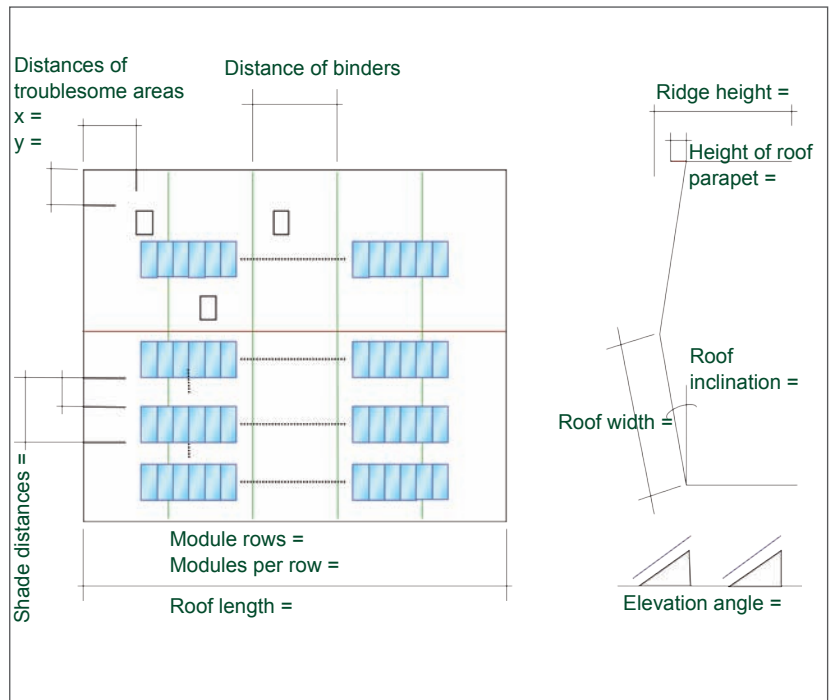 Distances of
troublesome areas
x =
y =
Distance of binders
Ridge height =
Height of roof
parapet =
Roof
inclination =
Roof width =
Shade distances =
Module rows =
Modules per row =
Roof length =
Elevation angle =